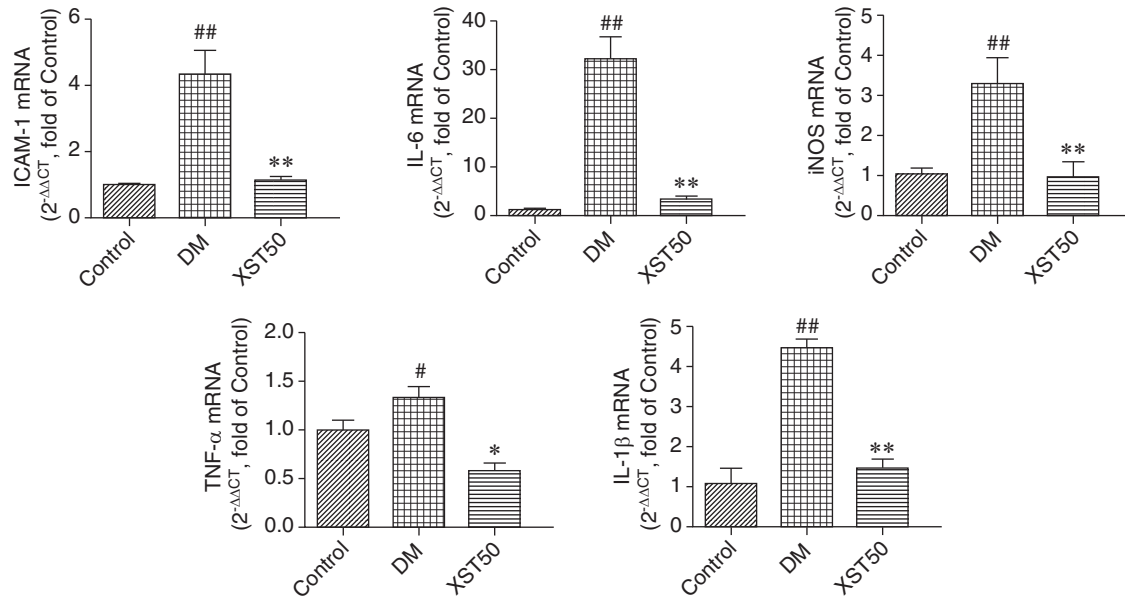 ICAM-1 mRNA
(2-ΔΔCT, fold of Control)
6
4
2
0
##
**
Control
DM
XST50
IL-6 mRNA
(2-ΔΔCT, fold of Control)
40
30
20
10
0
##
**
Control
DM
XST50
iNOS mRNA
(2-ΔΔCT, fold of Control)
5
4
3
2
1
0
##
**
Control
DM
XST50
TNF-α mRNA
(2-ΔΔCT, fold of Control)
2.0
1.5
1.0
0.5
0.0
#
*
Control
DM
XST50
IL-1β mRNA
(2-ΔΔCT, fold of Control)
5
4
3
2
1
0
##
**
Control
DM
XST50